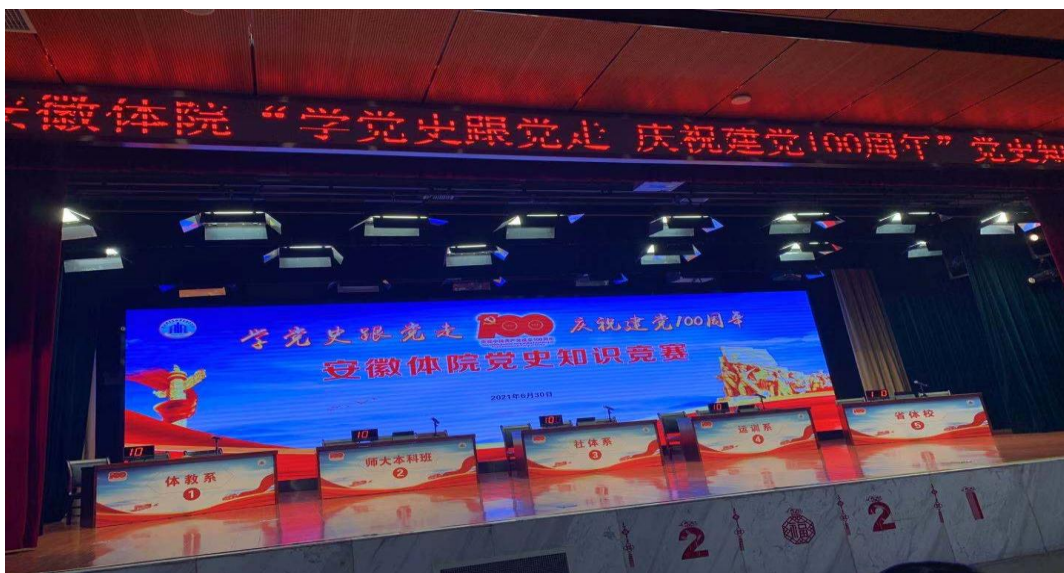 安徽体院“学党史跟党走 庆祝建党100周年”党史知
学党史跟党走 100 庆祝建党100周年
安徽体院党史知识竞赛
2021年6月30日
10 10 10 10 10
体教系 师大本科班 社体系 运训系 省体校
1 2 3 4 5
2 2 1